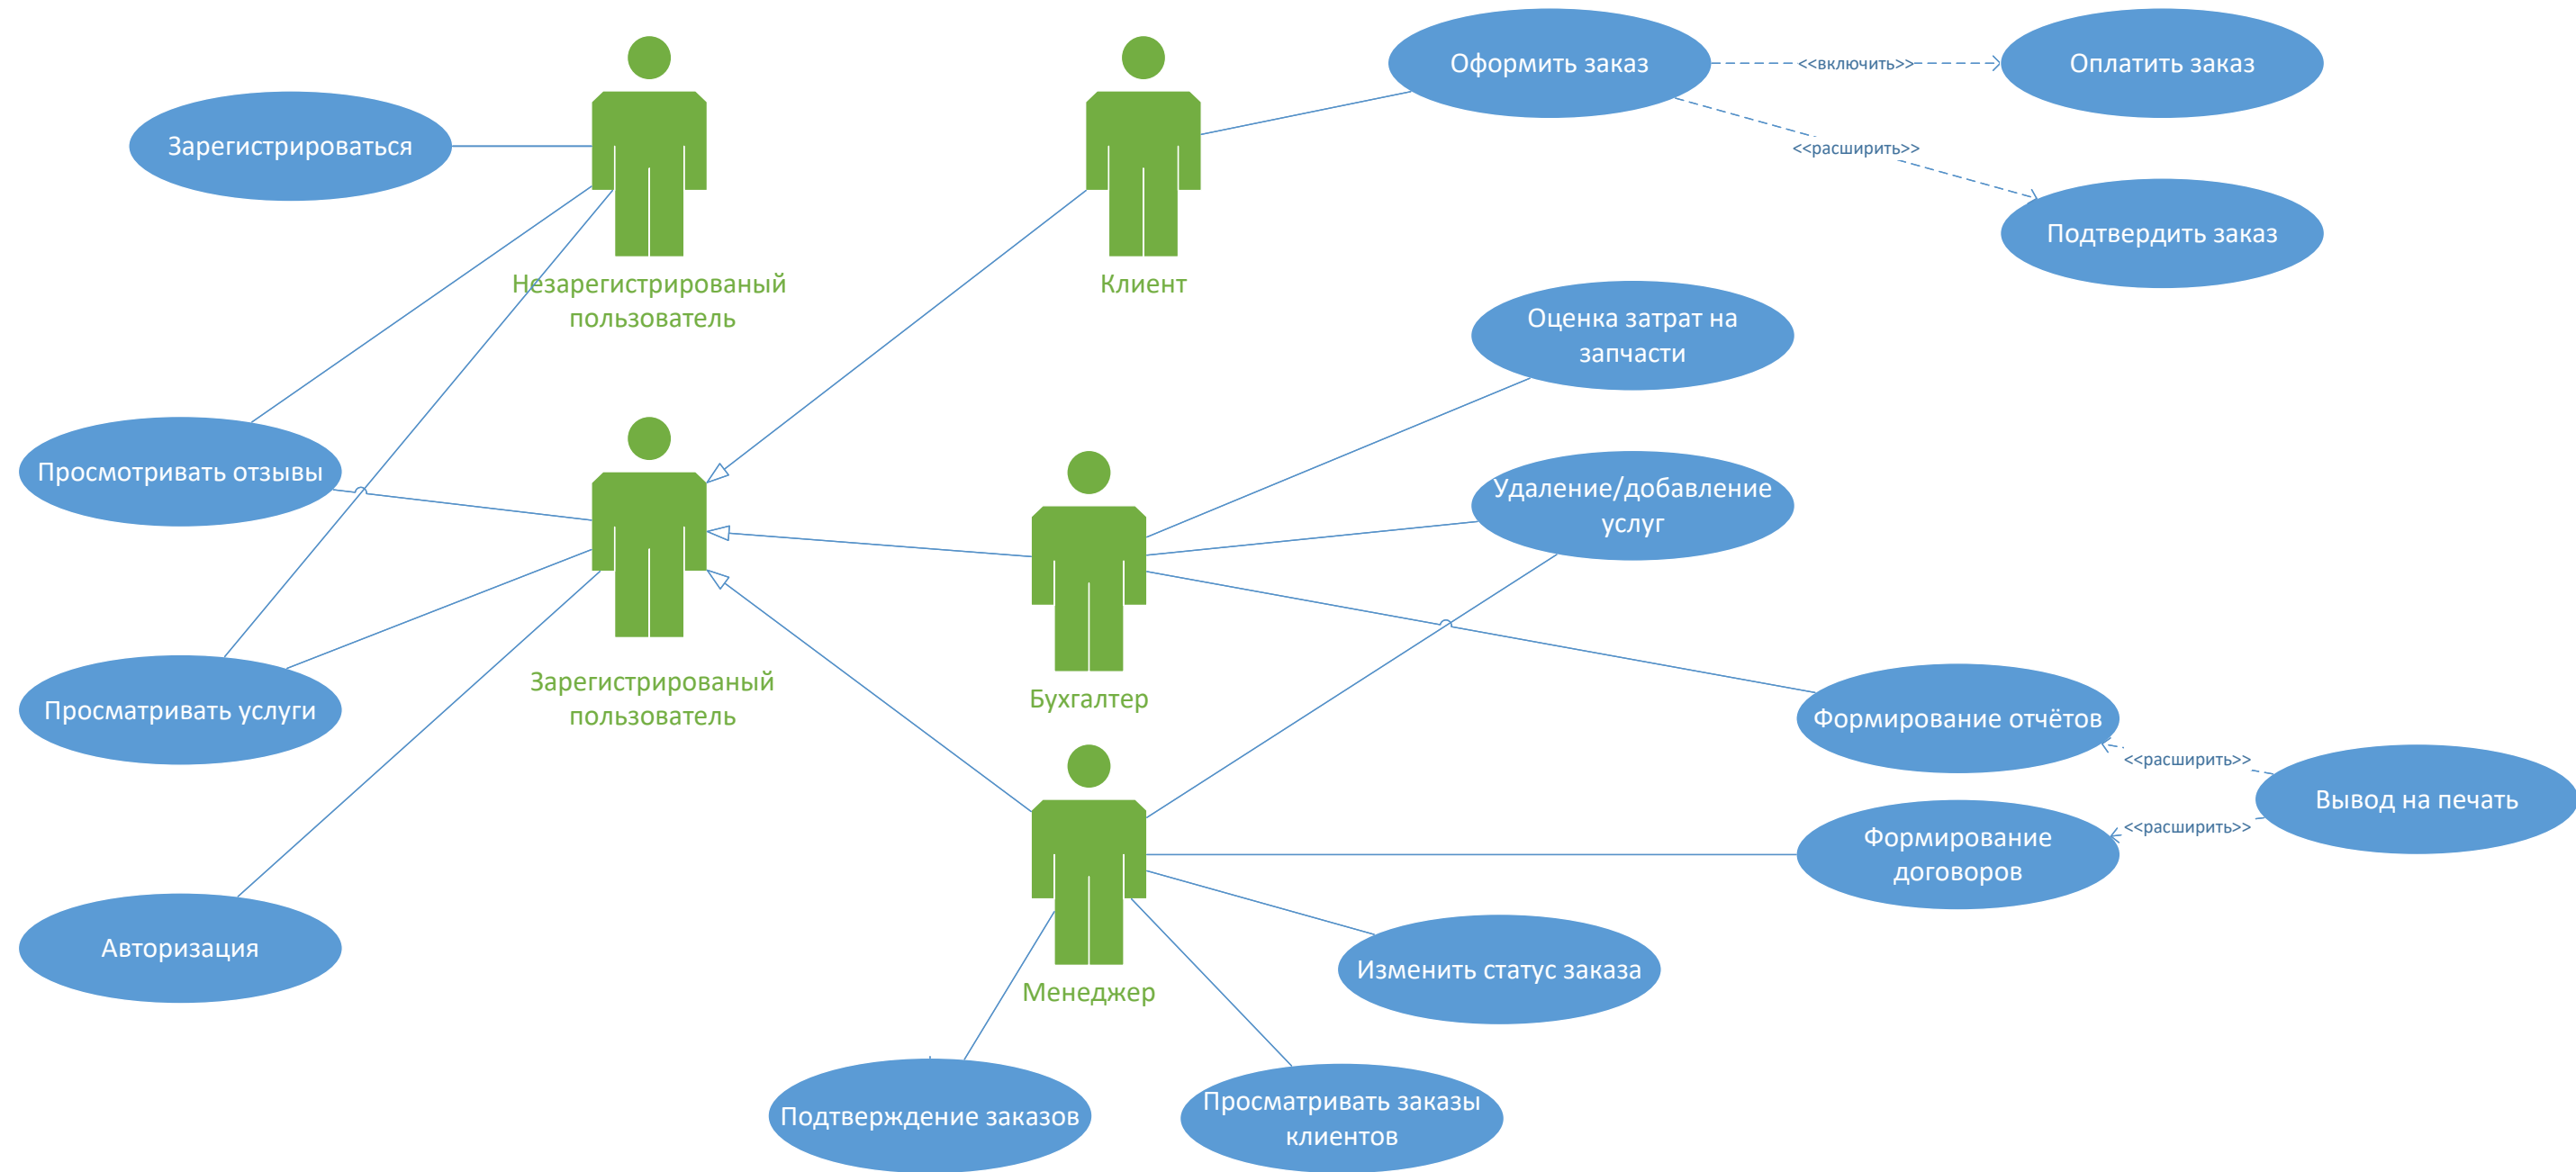 Оформить заказ
<<включить>>
Оплатить заказ
Зарегистрироваться
<<расширить>>
Подтвердить заказ
Незарегистрированый
пользователь
Клиент
Оценка затрат на
запчасти
Просмотривать отзывы
Удаление/добавление
услуг
Зарегистрированый
пользователь
Бухгалтер
Просматривать услуги
Формирование отчётов
<<расширить>>
Вывод на печать
<<расширить>>
Формирование
договоров
Авторизация
Изменить статус заказа
Менеджер
Подтверждение заказов
Просматривать заказы
клиентов